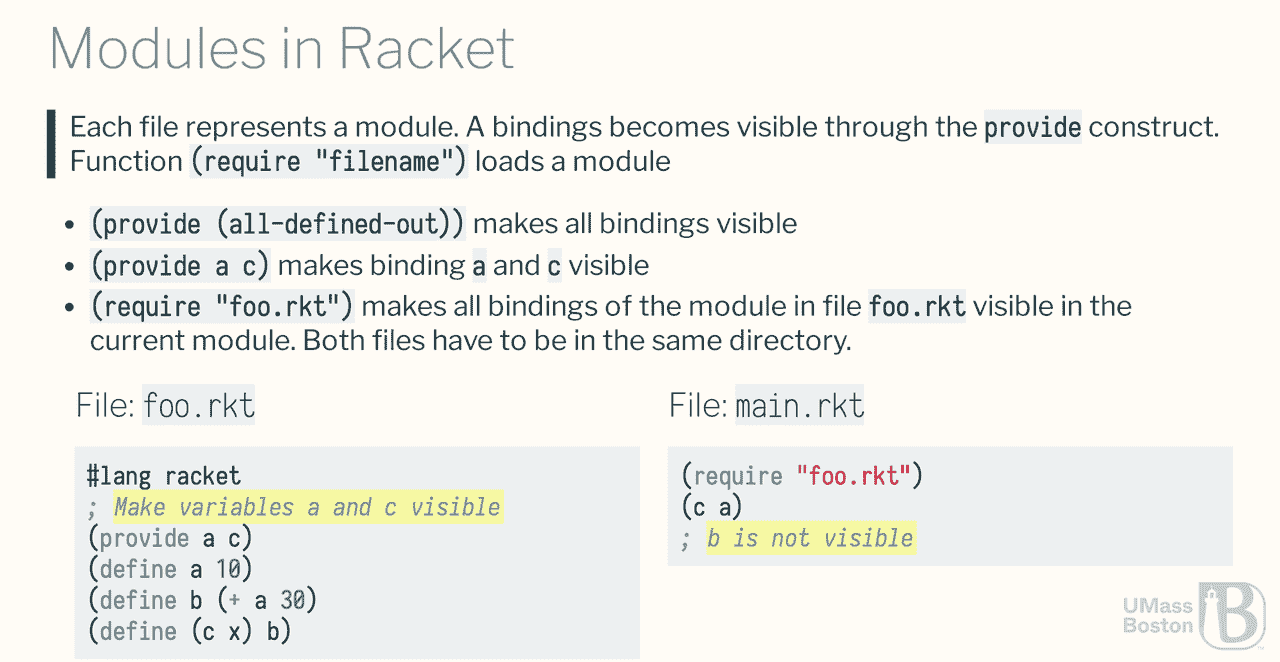 Modules in Racket
Each file represents a module. A bindings becomes visible through the provide construct.
Function (require "filename") loads a module
• (provide (all-defined-out)) makes all bindings visible
• (provide a c) makes binding a and c visible
• (require "foo.rkt") makes all bindings of the module in file foo.rkt visible in the
current module. Both files have to be in the same directory.
File: foo.rkt
#lang racket
; Make variables a and c visible
(provide a c)
(define a 10)
(define b (+ a 30)
(define (c x) b)
File: main.rkt
(require "foo.rkt")
(c a)
; b is not visible
UMass
Boston
B